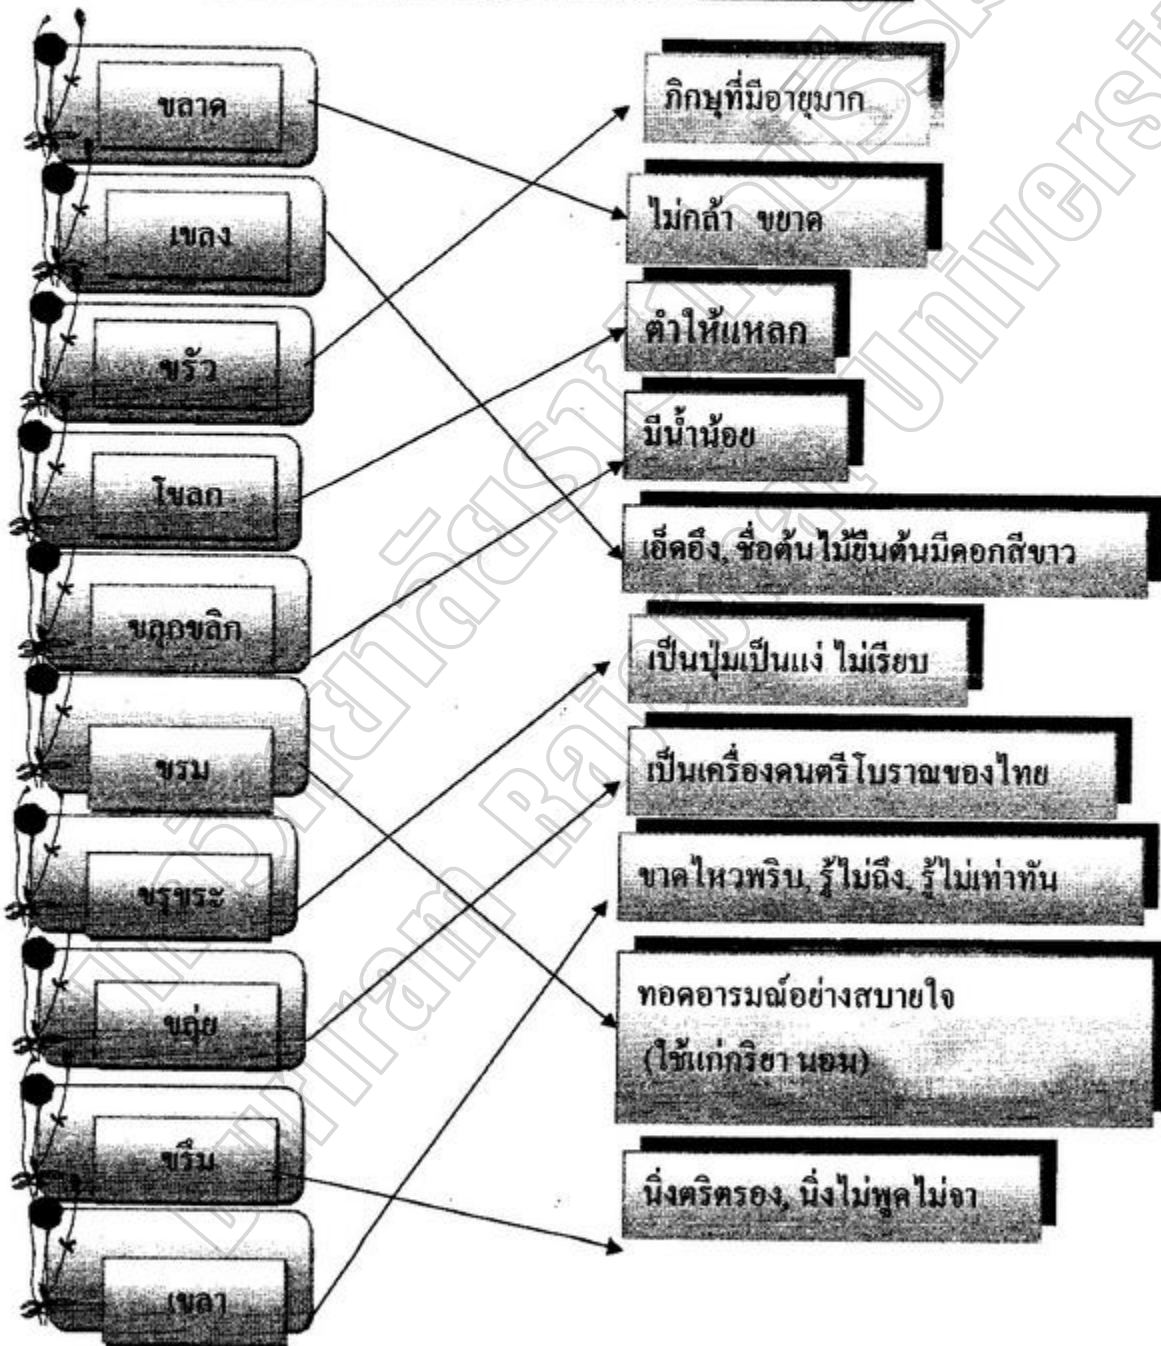 ขลาด
เขลง
ขรัว
โขลก
ขลุกขลิก
ขรม
ขรุขระ
ขลุ่ย
ขรึม
เขลา
ภิกษุที่มีอายุมาก
ไม่กล้า ขยาด
ตำให้แหลก
มีน้ำน้อย
เอ็ดอึง, ชื่อต้นไม้ยืนต้นมีดอกสีขาว
เป็นปุ่มเป็นแง่ ไม่เรียบ
เป็นเครื่องดนตรีโบราณของไทย
ขาดไหวพริบ, รู้ไม่ถึง, รู้ไม่เท่าทัน
ทอดอารมณ์อย่างสบายใจ
(ใช้แก่กริยา นอม)
นิ่งตริตรอง, นิ่งไม่พูดไม่จา
Buriram Rajabhat Universit